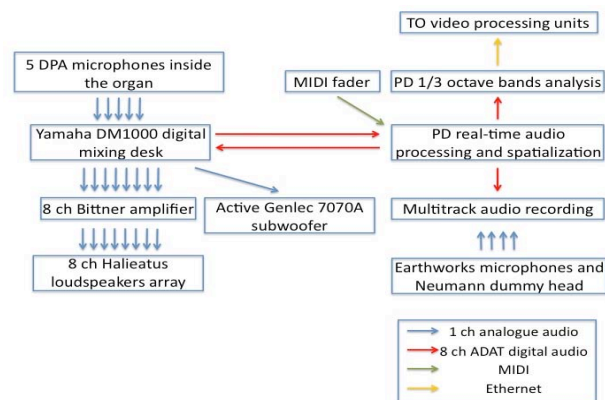 TO video processing units
5 DPA microphones inside
the organ
MIDI fader
PD 1/3 octave bands analysis
Yamaha DM1000 digital
mixing desk
PD real-time audio
processing and spatialization
8 ch Bittner amplifier
Active Genlec 7070A
subwoofer
Multitrack audio recording
8 ch Halieatus
loudspeakers array
Earthworks microphones and
Neumann dummy head
1 ch analogue audio
8 ch ADAT digital audio
MIDI
Ethernet